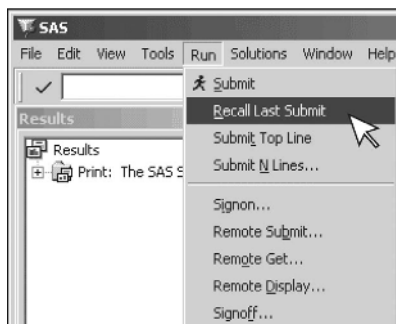 SAS
File Edit View Tools Run Solutions Window Help
Submit
Results
Recall Last Submit
Results
Submit Top Line
Print: The SAS S
Submit N Lines...
Signon...
Remote Submit...
Remote Get...
Remote Display...
Signoff...